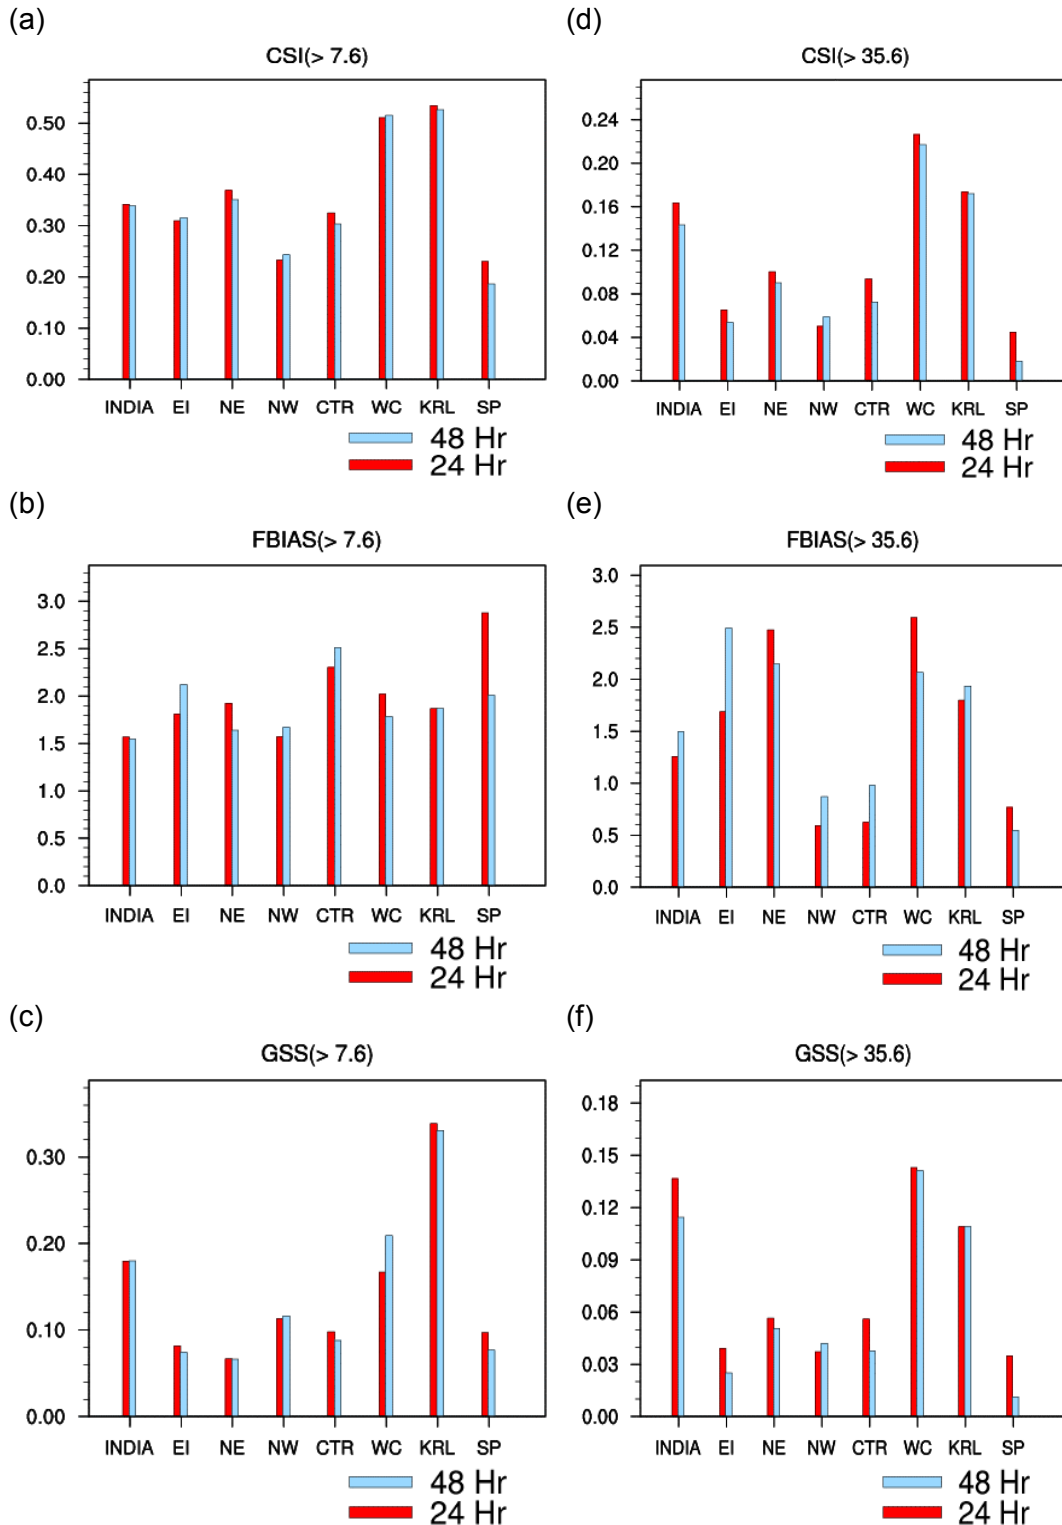 (a)
CSI(> 7.6)
0.50
0.40
0.30
0.20
0.10
0.00
INDIA EI NE NW CTR WC KRL SP
48 Hr
24 Hr
(d)
CSI(> 35.6)
0.24
0.20
0.16
0.12
0.08
0.04
0.00
INDIA EI NE NW CTR WC KRL SP
48 Hr
24 Hr
(b)
FBIAS(> 7.6)
3.0
2.5
2.0
1.5
1.0
0.5
0.0
INDIA EI NE NW CTR WC KRL SP
48 Hr
24 Hr
(e)
FBIAS(> 35.6)
3.0
2.5
2.0
1.5
1.0
0.5
0.0
INDIA EI NE NW CTR WC KRL SP
48 Hr
24 Hr
(c)
GSS(> 7.6)
0.30
0.20
0.10
0.00
INDIA EI NE NW CTR WC KRL SP
48 Hr
24 Hr
(f)
GSS(> 35.6)
0.18
0.15
0.12
0.09
0.06
0.03
0.00
INDIA EI NE NW CTR WC KRL SP
48 Hr
24 Hr